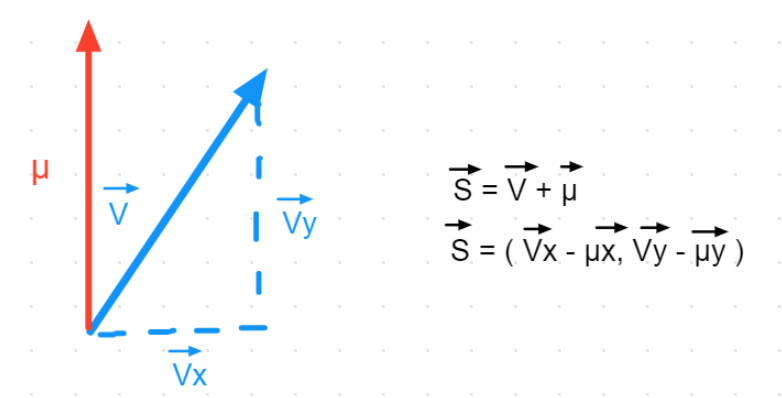 μ
V
Vy
Vx
S = V + μ
S = ( Vx - μx, Vy - μy )